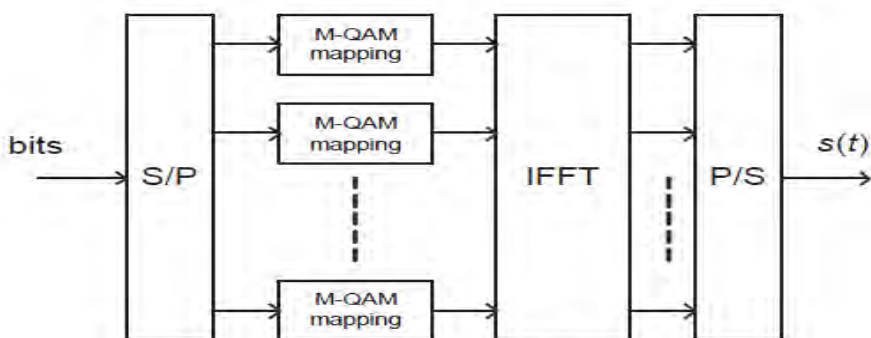 M-QAM
mapping
M-QAM
mapping
bits
s(t)
S/P
IFFT
P/S
M-QAM
mapping